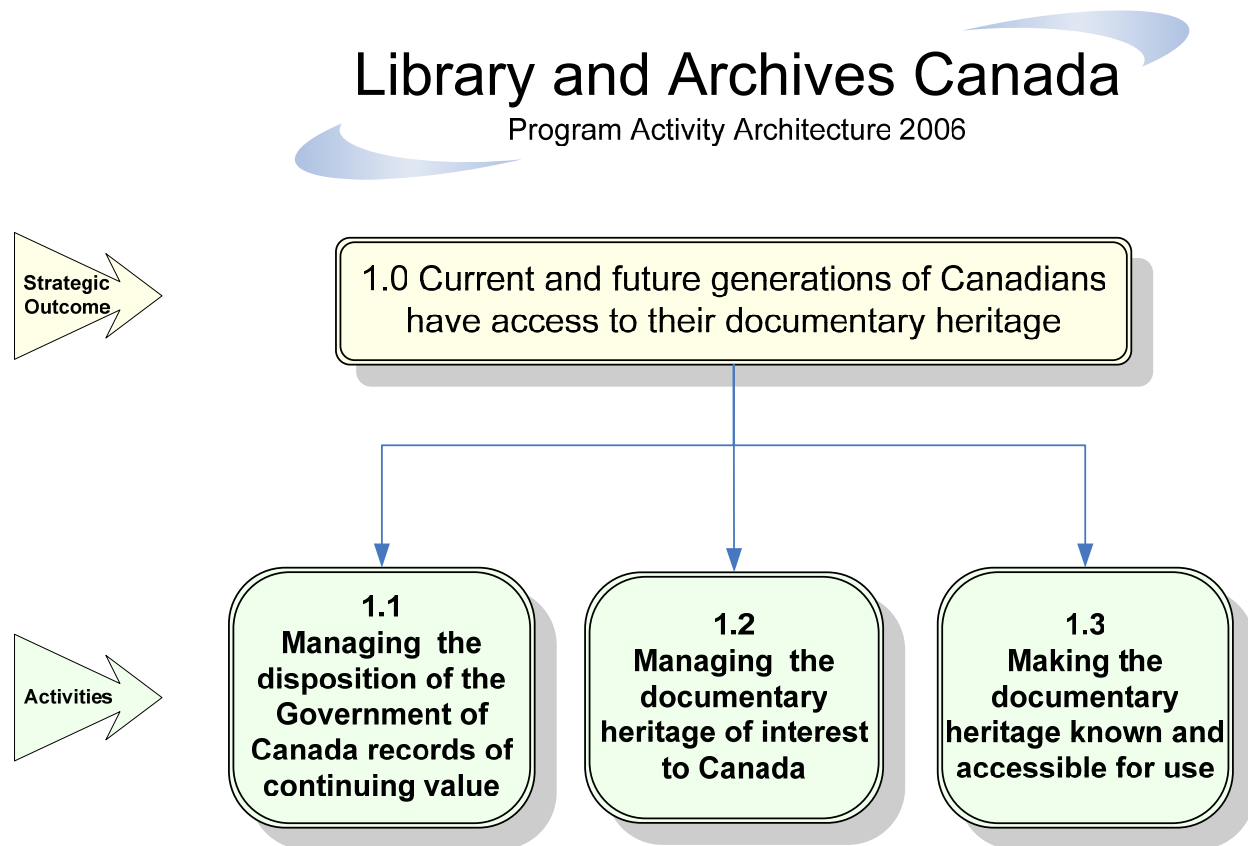 Library and Archives Canada
Program Activity Architecture 2006
Strategic
Outcome
1.0 Current and future generations of Canadians
have access to their documentary heritage
Activities
1.1
Managing the
disposition of the
Government of
Canada records of
continuing value
1.2
Managing the
documentary
heritage of interest
to Canada
1.3
Making the
documentary
heritage known and
accessible for use